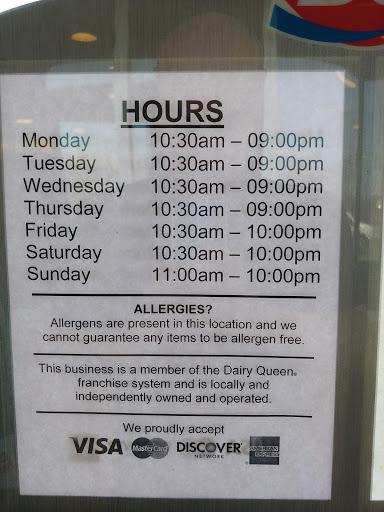 HOURS
Monday 10:30am – 09:00pm
Tuesday 10:30am – 09:00pm
Wednesday 10:30am – 09:00pm
Thursday 10:30am – 09:00pm
Friday 10:30am – 10:00pm
Saturday 10:30am – 10:00pm
Sunday 11:00am – 10:00pm
ALLERGIES?
Allergens are present in this location and we
cannot guarantee any items to be allergen free.
This business is a member of the Dairy Queen®
franchise system and is locally and
independently owned and operated.
We proudly accept
VISA MasterCard DISCOVER NETWORK AMERICAN EXPRESS